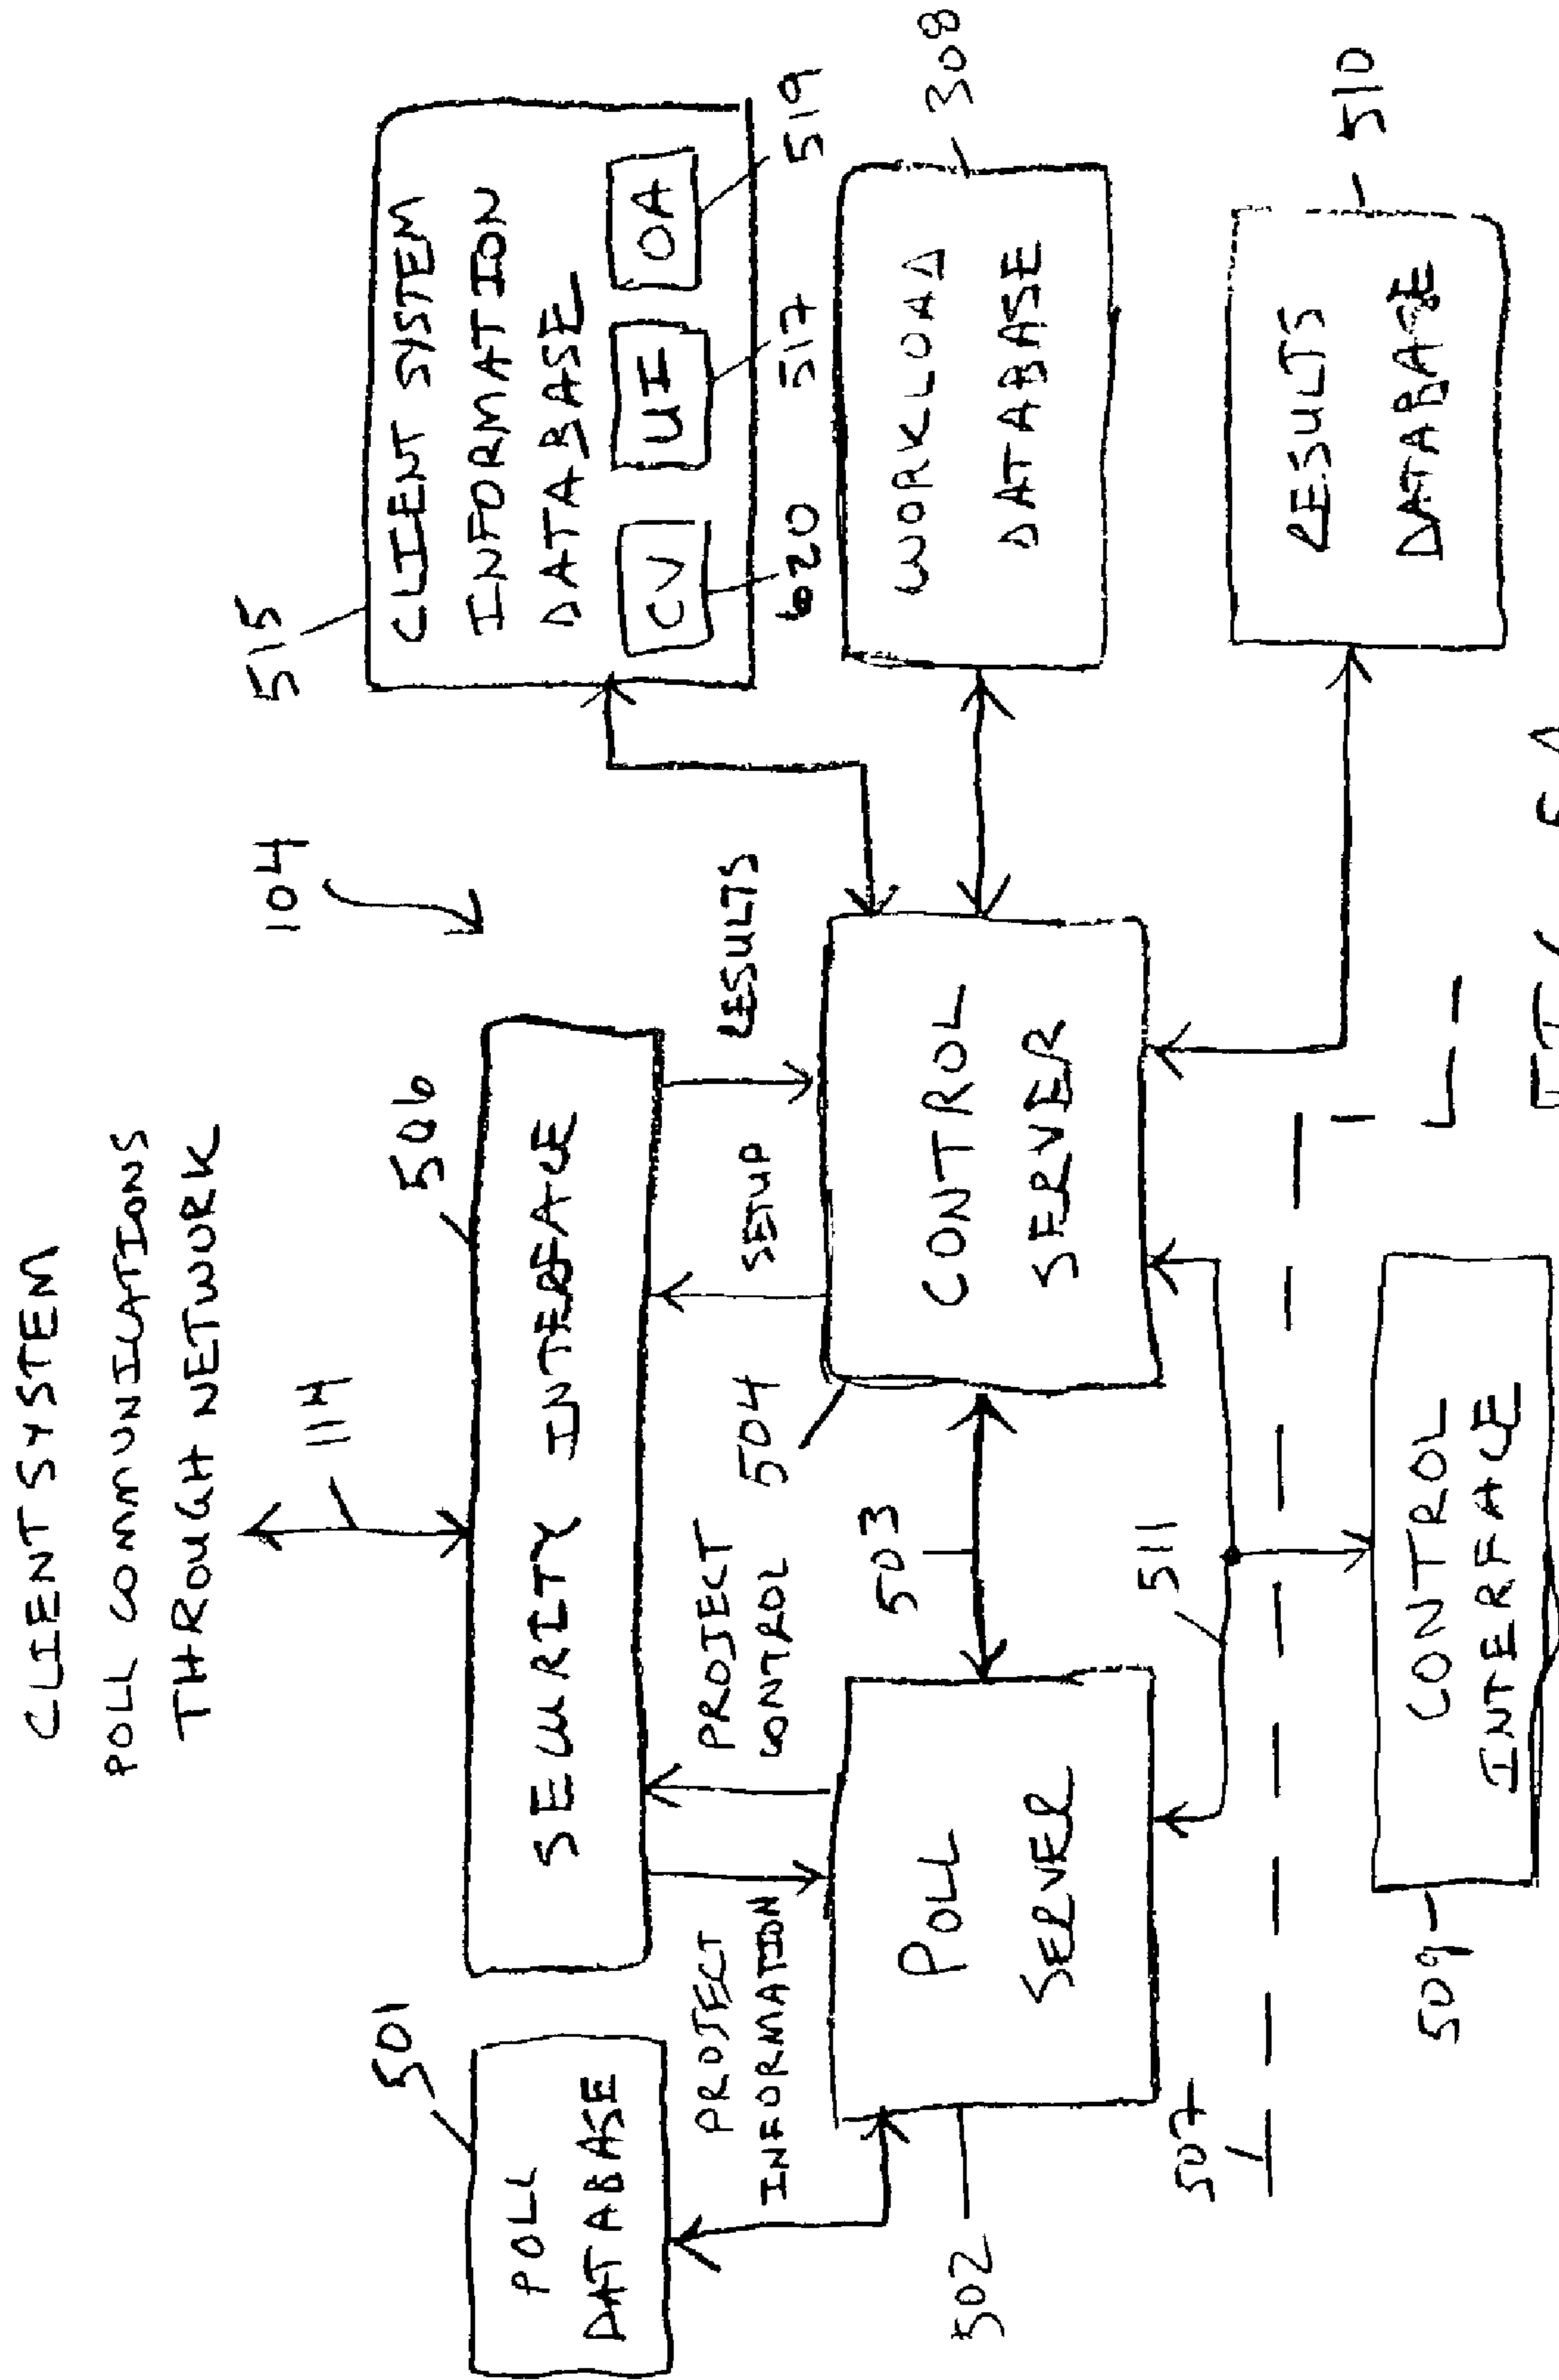 CLIENT SYSTEM
POLL COMMUNICATIONS
THROUGH NETWORK
114
104
501
POLL
DATABASE
506
SECURITY INTERFACE
515
CLIENT SYSTEM
INFORMATION
DATABASE
CV
UI
OA
620
517
519
PROJECT
INFORMATION
PROJECT
CONTROL
SETUP
RESULTS
502
POLL
SERVER
503
504
CONTROL
SERVER
WORKLOAD
DATABASE
308
507
511
509
CONTROL
INTERFACE
RESULTS
DATABASE
510
FIG. 5A